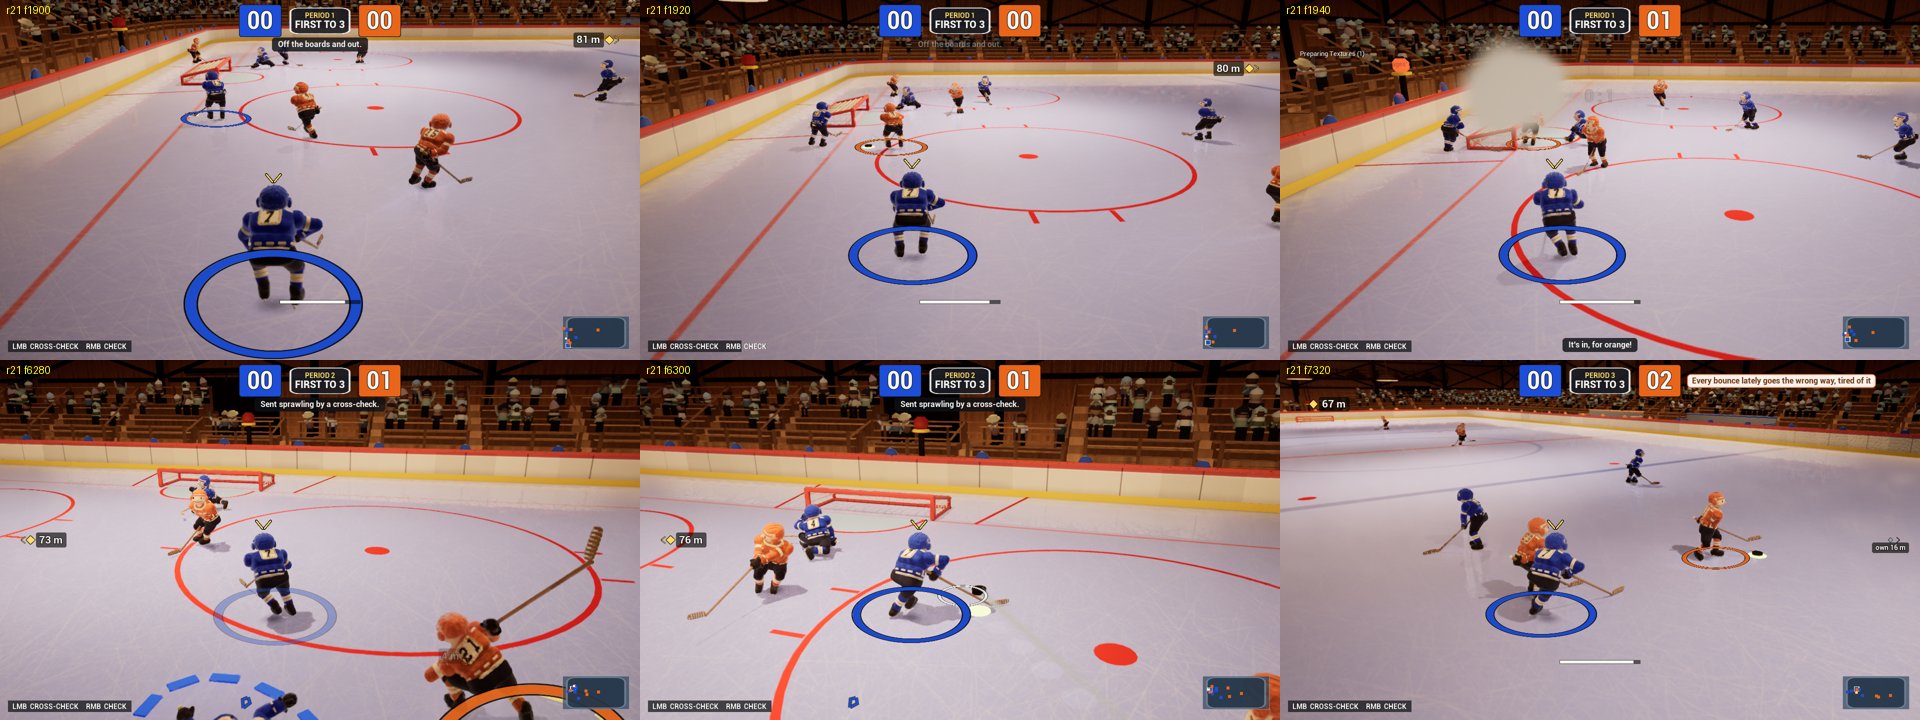 r21 f1900
00 PERIOD 1 FIRST TO 3 00
Off the boards and out.
81 m
7
LMB CROSS-CHECK RMB CHECK
r21 f1920
00 PERIOD 1 FIRST TO 3 00
Off the boards and out.
80 m
7
LMB CROSS-CHECK RMB CHECK
r21 f1940
00 PERIOD 1 FIRST TO 3 01
Preparing Textures (1)
7
It's in, for orange!
LMB CROSS-CHECK RMB CHECK
r21 f6280
00 PERIOD 2 FIRST TO 3 01
Sent sprawling by a cross-check.
73 m
7
21
LMB CROSS-CHECK RMB CHECK
r21 f6300
00 PERIOD 2 FIRST TO 3 01
Sent sprawling by a cross-check.
76 m
LMB CROSS-CHECK RMB CHECK
r21 f7320
00 PERIOD 3 FIRST TO 3 02
Every bounce lately goes the wrong way, tired of it
67 m
own 16 m
LMB CROSS-CHECK RMB CHECK